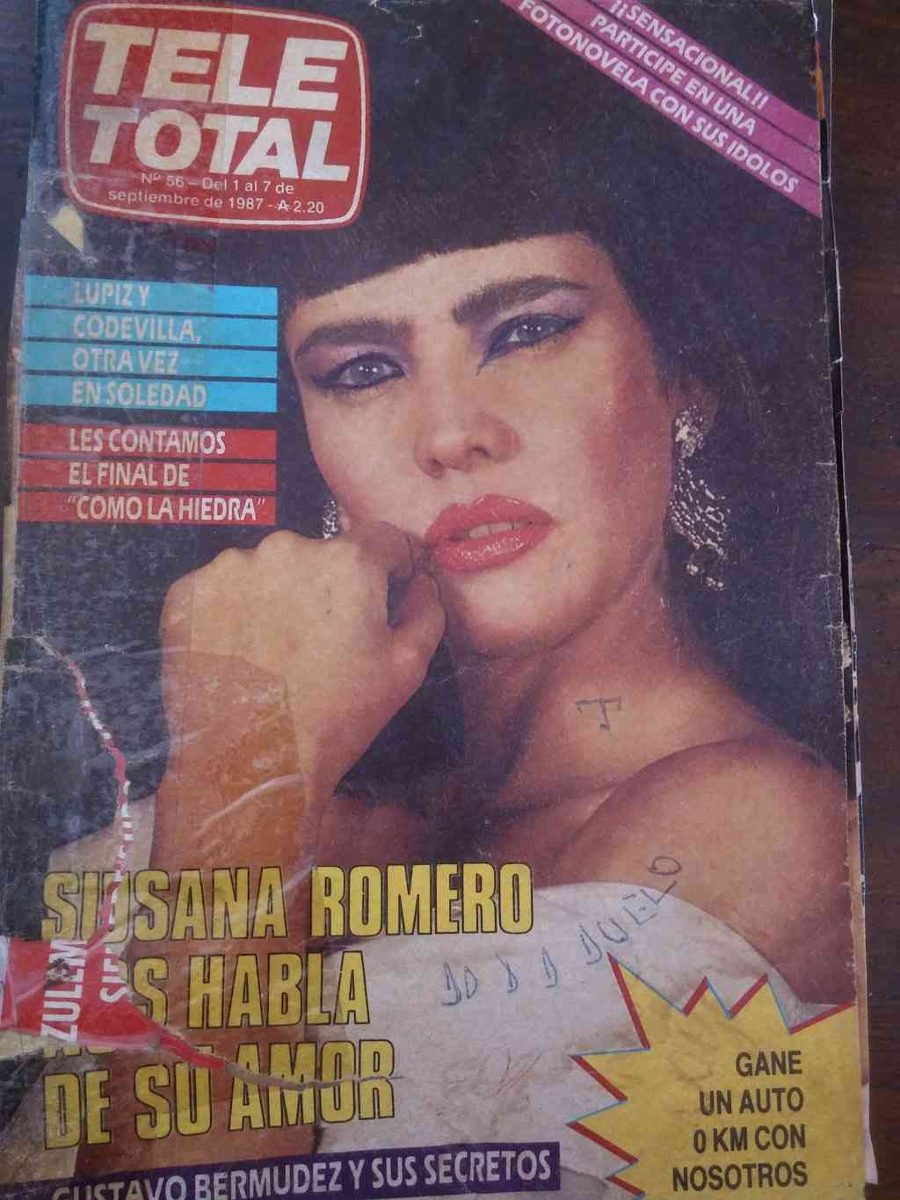 TELE
TOTAL
Nº 56 – Del 1 al 7 de
septiembre de 1987 - A 2.20
¡¡SENSACIONAL!!
PARTICIPE EN UNA
FOTONOVELA CON SUS IDOLOS
LUPIZ Y
CODEVILLA,
OTRA VEZ
EN SOLEDAD
LES CONTAMOS
EL FINAL DE
"COMO LA HIEDRA"
T
SUSANA ROMERO
HABLA
DE SU AMOR
ZULEM
GANE
UN AUTO
0 KM CON
NOSOTROS
GUSTAVO BERMUDEZ Y SUS SECRETOS